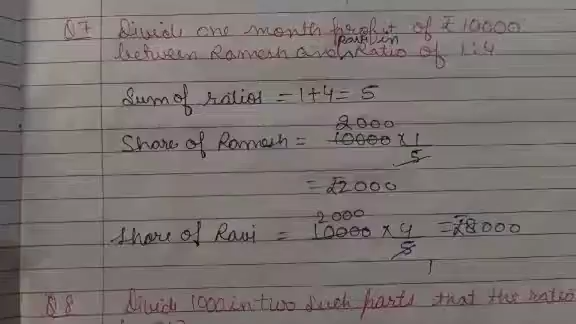 Q7 Divide one month profit of ₹10000
between Ramesh and Ravi in Ratio of 1:4
Sum of ratios = 1+4 = 5
2000
Share of Ramesh = 10000 × 1
5
= ₹2000
2000
Share of Ravi = 10000 × 4 = ₹8000
5
1
Q8 Divide 1000 in two such parts that the ratio